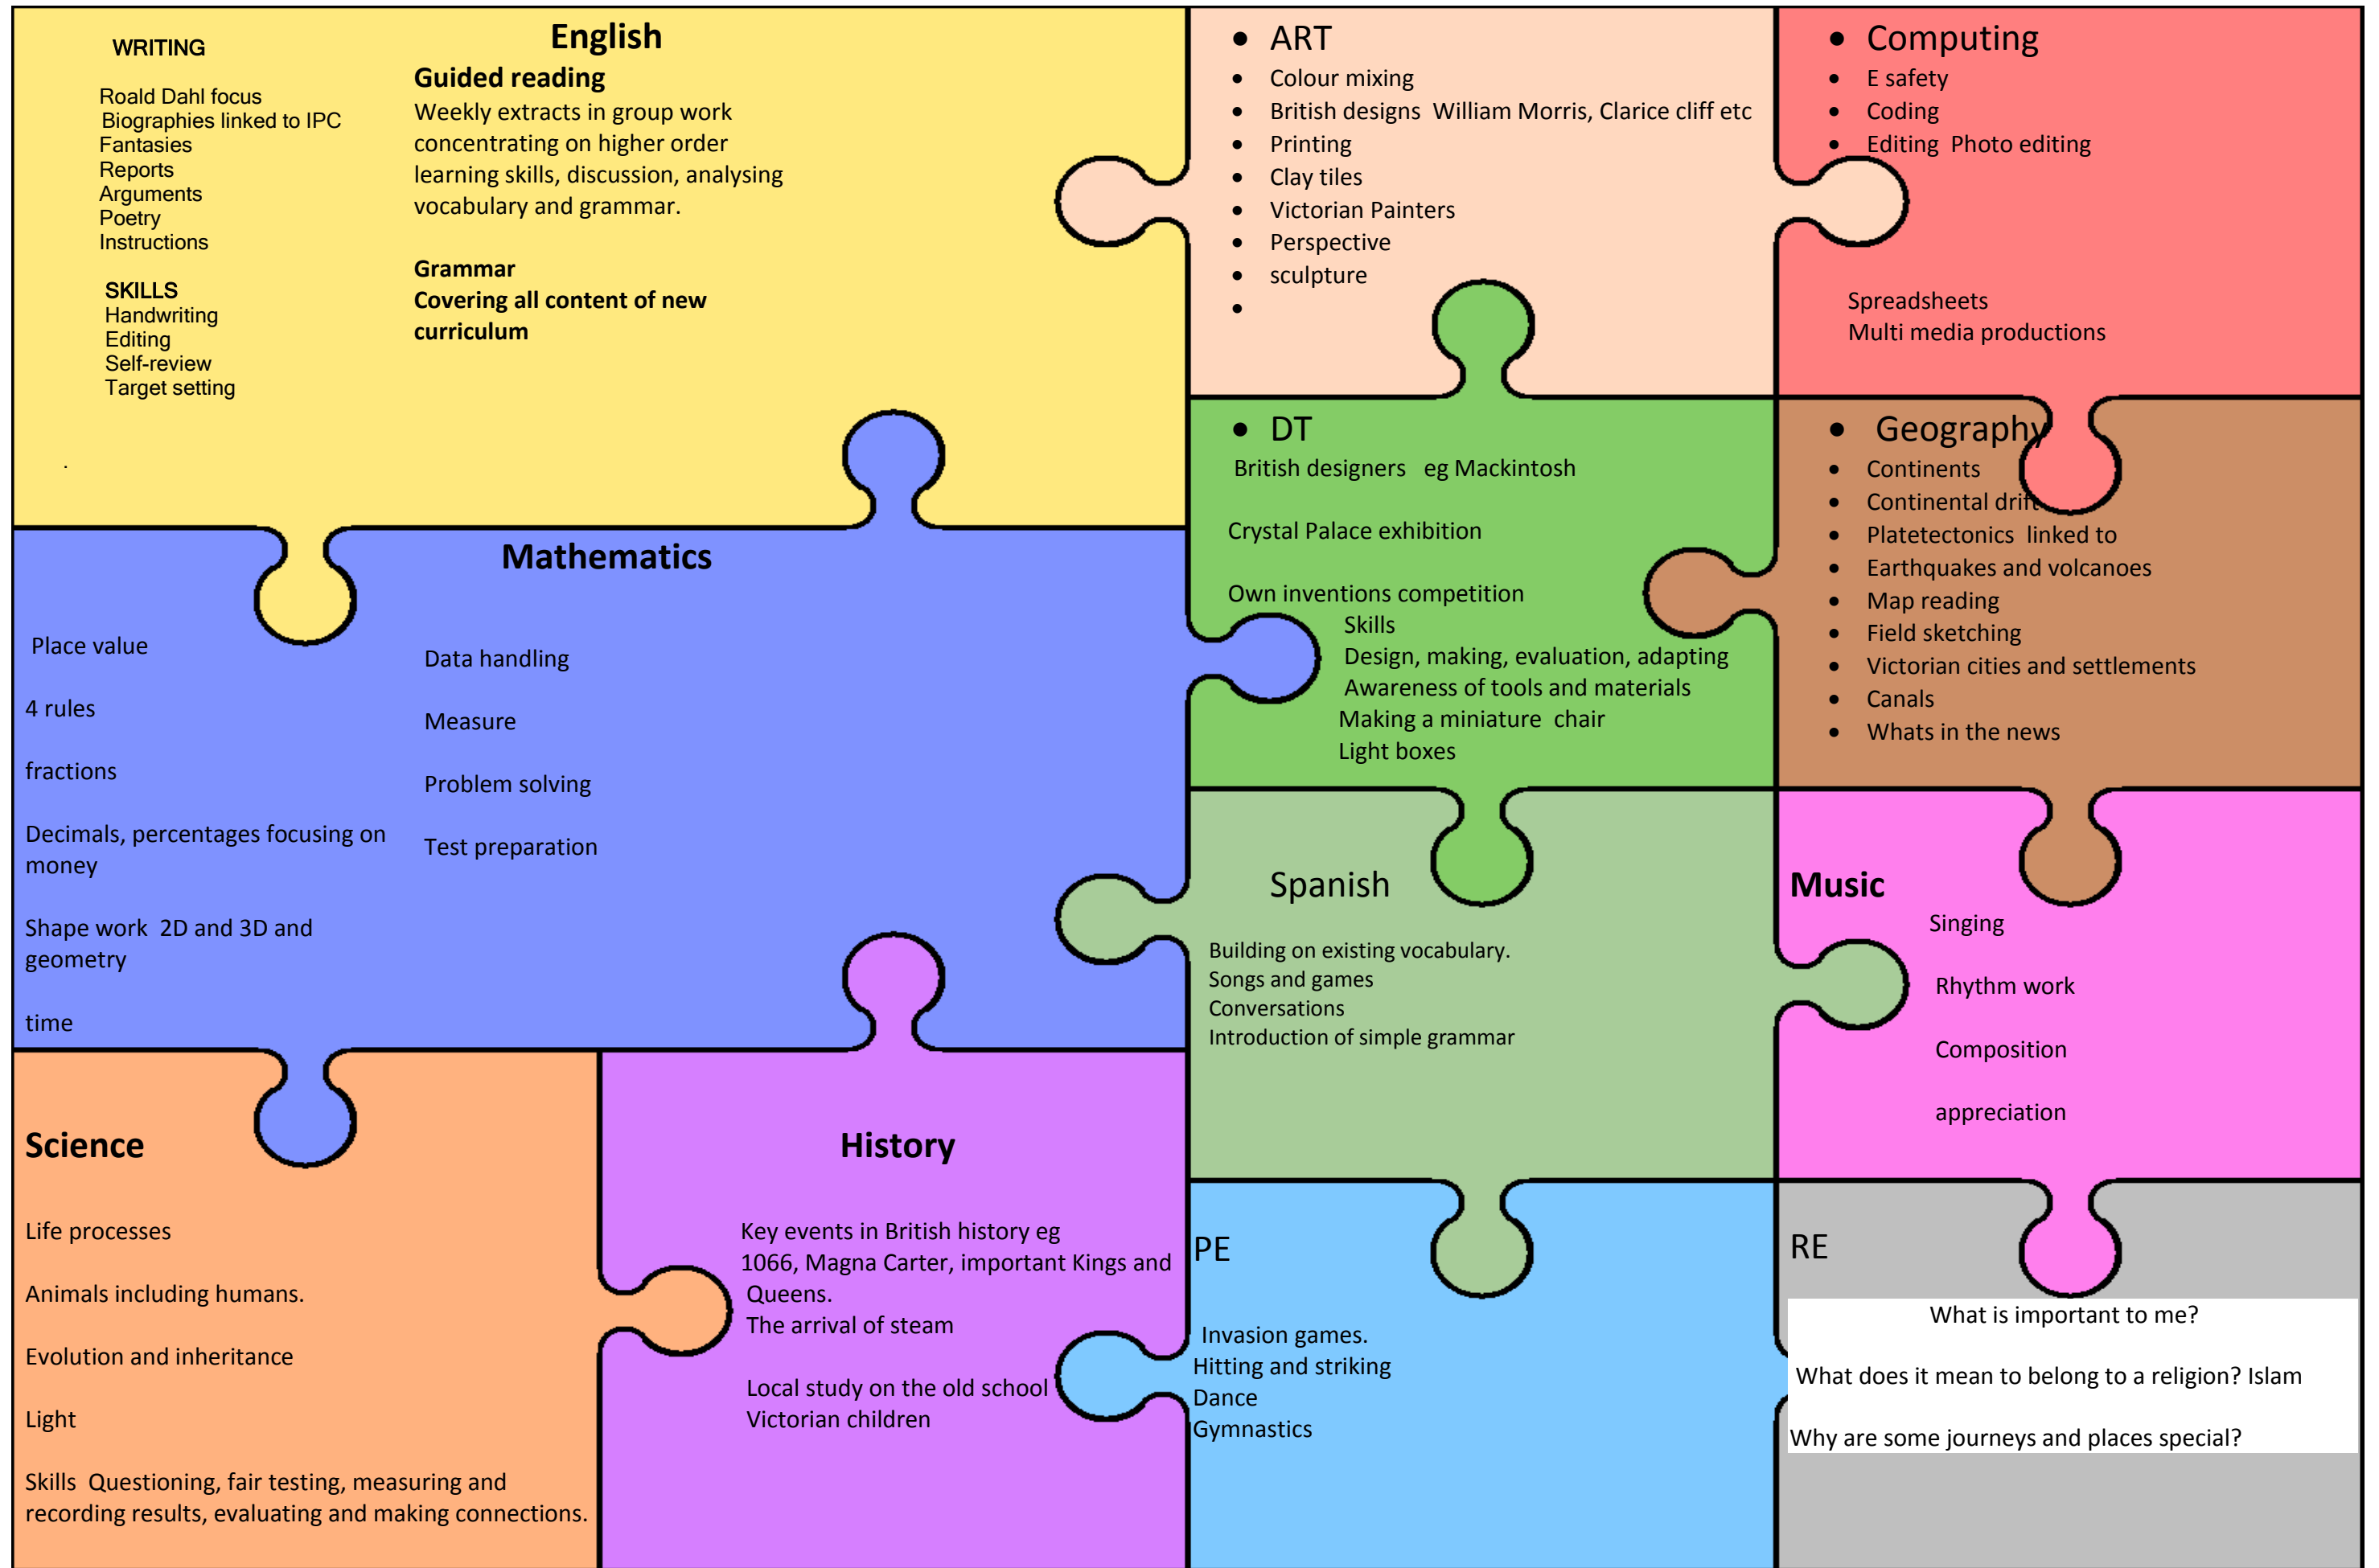 English
WRITING
Roald Dahl focus
Biographies linked to IPC
Fantasies
Reports
Arguments
Poetry
Instructions
SKILLS
Handwriting
Editing
Self-review
Target setting
.
Guided reading
Weekly extracts in group work
concentrating on higher order
learning skills, discussion, analysing
vocabulary and grammar.
Grammar
Covering all content of new
curriculum
• ART
• Colour mixing
• British designs  William Morris, Clarice cliff etc
• Printing
• Clay tiles
• Victorian Painters
• Perspective
• sculpture
•
• Computing
• E safety
• Coding
• Editing  Photo editing
Spreadsheets
Multi media productions
Mathematics
Place value
4 rules
fractions
Decimals, percentages focusing on
money
Shape work  2D and 3D and
geometry
time
Data handling
Measure
Problem solving
Test preparation
• DT
British designers   eg Mackintosh
Crystal Palace exhibition
Own inventions competition
Skills
Design, making, evaluation, adapting
Awareness of tools and materials
Making a miniature  chair
Light boxes
• Geography
• Continents
• Continental drift
• Platetectonics  linked to
• Earthquakes and volcanoes
• Map reading
• Field sketching
• Victorian cities and settlements
• Canals
• Whats in the news
Spanish
Building on existing vocabulary.
Songs and games
Conversations
Introduction of simple grammar
Music
Singing
Rhythm work
Composition
appreciation
Science
Life processes
Animals including humans.
Evolution and inheritance
Light
Skills  Questioning, fair testing, measuring and
recording results, evaluating and making connections.
History
Key events in British history eg
1066, Magna Carter, important Kings and
Queens.
The arrival of steam
Local study on the old school
Victorian children
PE
Invasion games.
Hitting and striking
Dance
Gymnastics
RE
What is important to me?
What does it mean to belong to a religion? Islam
Why are some journeys and places special?